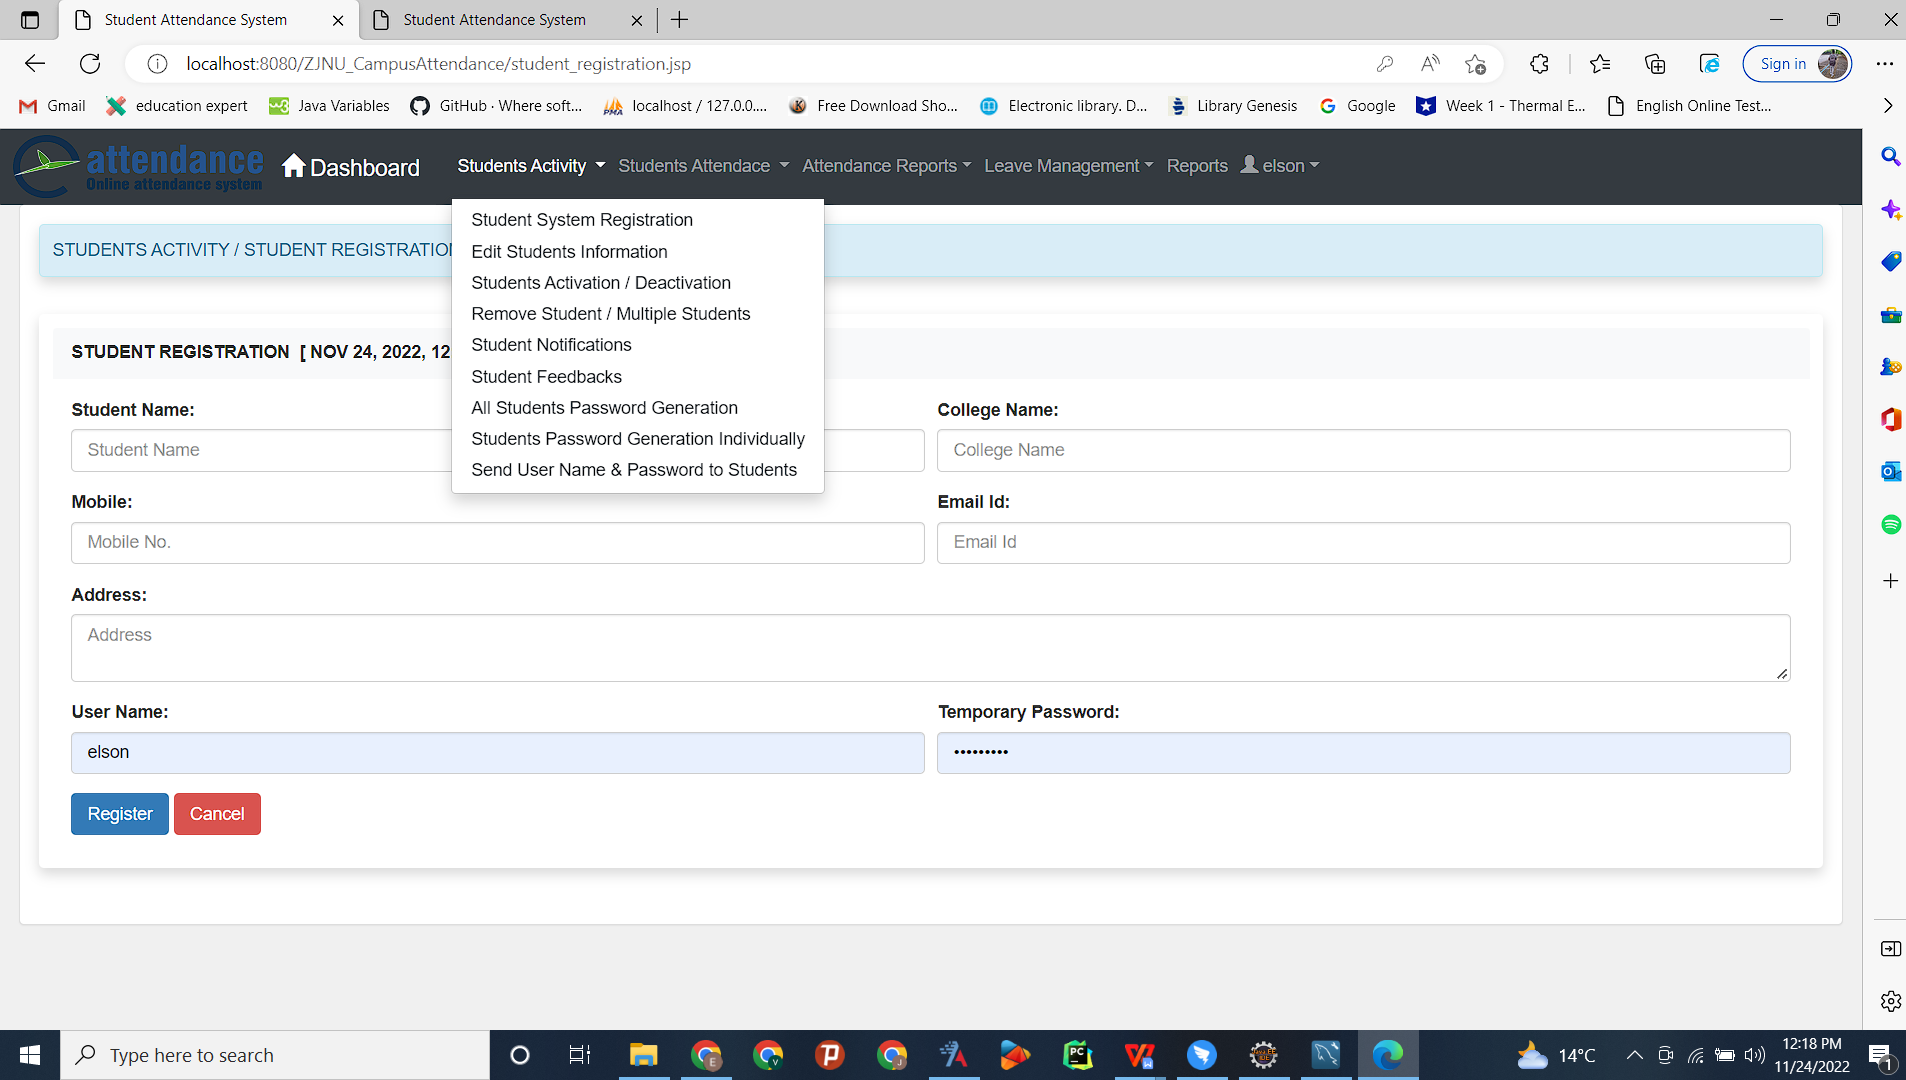 Student Attendance System
Student Attendance System
localhost:8080/ZJNU_CampusAttendance/student_registration.jsp
Sign in
Gmail
education expert
Java Variables
GitHub · Where soft...
localhost / 127.0.0....
Free Download Sho...
Electronic library. D...
Library Genesis
Google
Week 1 - Thermal E...
English Online Test...
attendance
Online attendance system
Dashboard
Students Activity
Students Attendace
Attendance Reports
Leave Management
Reports
elson
Student System Registration
Edit Students Information
Students Activation / Deactivation
Remove Student / Multiple Students
Student Notifications
Student Feedbacks
All Students Password Generation
Students Password Generation Individually
Send User Name & Password to Students
STUDENTS ACTIVITY / STUDENT REGISTRATION
STUDENT REGISTRATION [ NOV 24, 2022, 12
Student Name:
College Name:
Student Name
College Name
Mobile:
Email Id:
Mobile No.
Email Id
Address:
Address
User Name:
Temporary Password:
elson
•••••••••
Register
Cancel
Type here to search
14°C
12:18 PM
11/24/2022
1